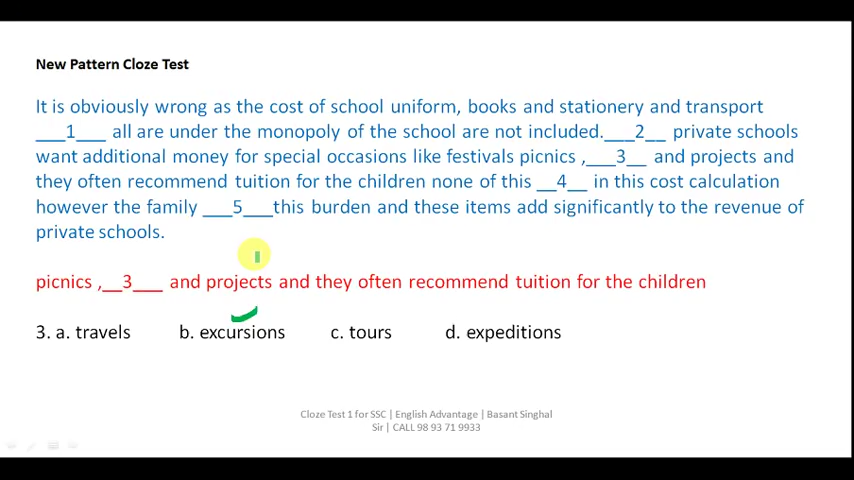 New Pattern Cloze Test
It is obviously wrong as the cost of school uniform, books and stationery and transport
___1___ all are under the monopoly of the school are not included.___2__ private schools
want additional money for special occasions like festivals picnics ,___3__ and projects and
they often recommend tuition for the children none of this __4__ in this cost calculation
however the family ___5___this burden and these items add significantly to the revenue of
private schools.
picnics ,__3___ and projects and they often recommend tuition for the children
3. a. travels b. excursions c. tours d. expeditions
Cloze Test 1 for SSC | English Advantage | Basant Singhal
Sir | CALL 98 93 71 9933